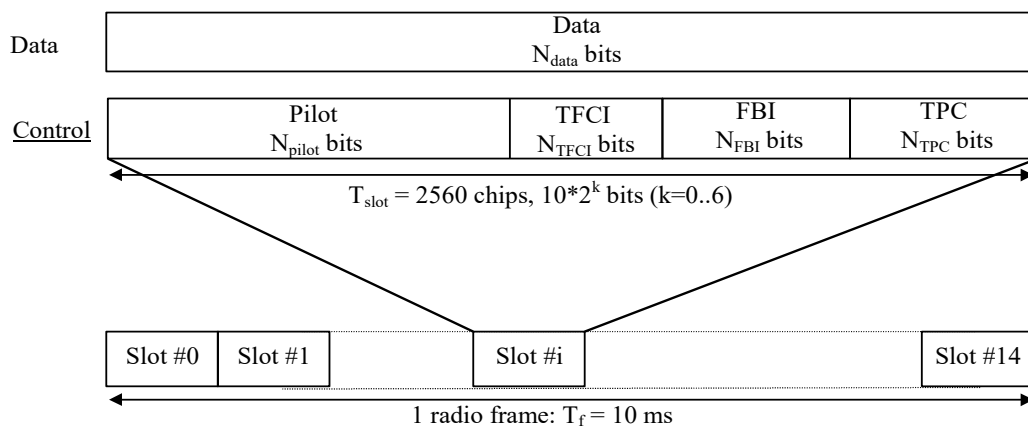 Data
Data
N_data bits
Control
Pilot
N_pilot bits
TFCI
N_TFCI bits
FBI
N_FBI bits
TPC
N_TPC bits
T_slot = 2560 chips, 10*2^k bits (k=0..6)
Slot #0
Slot #1
Slot #i
Slot #14
1 radio frame: T_f = 10 ms